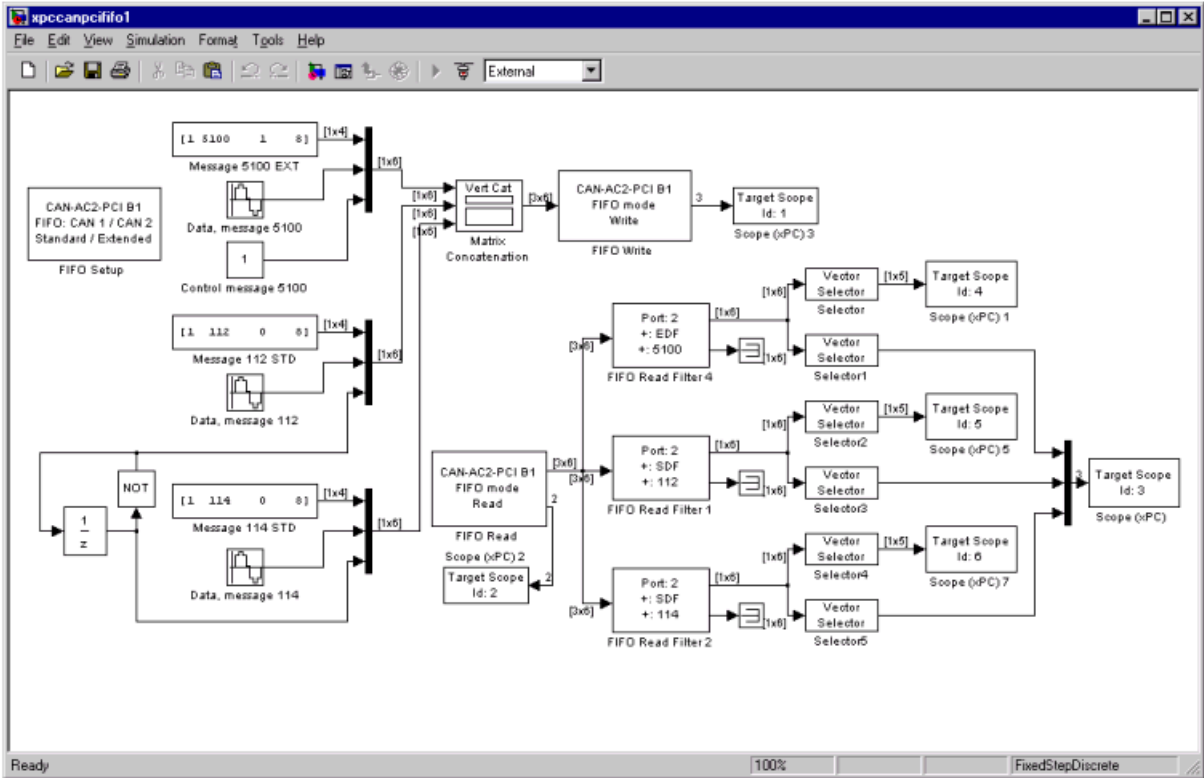 xpccanpcififo1
File Edit View Simulation Format Tools Help
External
[1 5100 1 8]
[1x4]
Message 5100 EXT
[1x6]
Data, message 5100
1
Control message 5100
CAN-AC2-PCI B1
FIFO: CAN 1 / CAN 2
Standard / Extended
FIFO Setup
[1x6]
[1x6]
[1x6]
Vert Cat
Matrix
Concatenation
[3x6]
CAN-AC2-PCI B1
FIFO mode
Write
FIFO Write
3
Target Scope
Id: 1
Scope (xPC) 3
[1 112 0 8]
[1x4]
Message 112 STD
[1x6]
Data, message 112
NOT
1
z
[1 114 0 8]
[1x4]
Message 114 STD
[1x6]
Data, message 114
CAN-AC2-PCI B1
FIFO mode
Read
FIFO Read
[3x6]
2
Scope (xPC) 2
Target Scope
Id: 2
2
[3x6]
Port: 2
+: EDF
+: 5100
FIFO Read Filter 4
[1x6]
[1x6]
[1x6]
Vector
Selector
Selector
[1x5]
Target Scope
Id: 4
Scope (xPC) 1
Vector
Selector
Selector1
[3x6]
Port: 2
+: SDF
+: 112
FIFO Read Filter 1
[1x6]
[1x6]
[1x6]
Vector
Selector
Selector2
[1x5]
Target Scope
Id: 5
Scope (xPC) 5
Vector
Selector
Selector3
[3x6]
Port: 2
+: SDF
+: 114
FIFO Read Filter 2
[1x6]
[1x6]
[1x6]
Vector
Selector
Selector4
[1x5]
Target Scope
Id: 6
Scope (xPC) 7
Vector
Selector
Selector5
3
Target Scope
Id: 3
Scope (xPC)
Ready
100%
FixedStepDiscrete